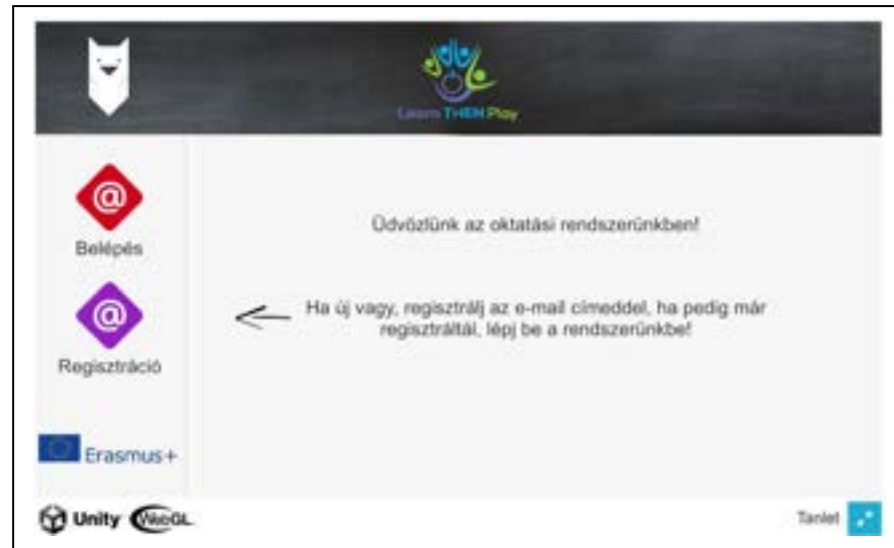 Learn THEN Play
@
Belépés
@
Regisztráció
Üdvözlünk az oktatási rendszerünkben!
Ha új vagy, regisztrálj az e-mail címeddel, ha pedig már
regisztráltál, lépj be a rendszerünkbe!
Erasmus+
Unity WebGL
Tanlet